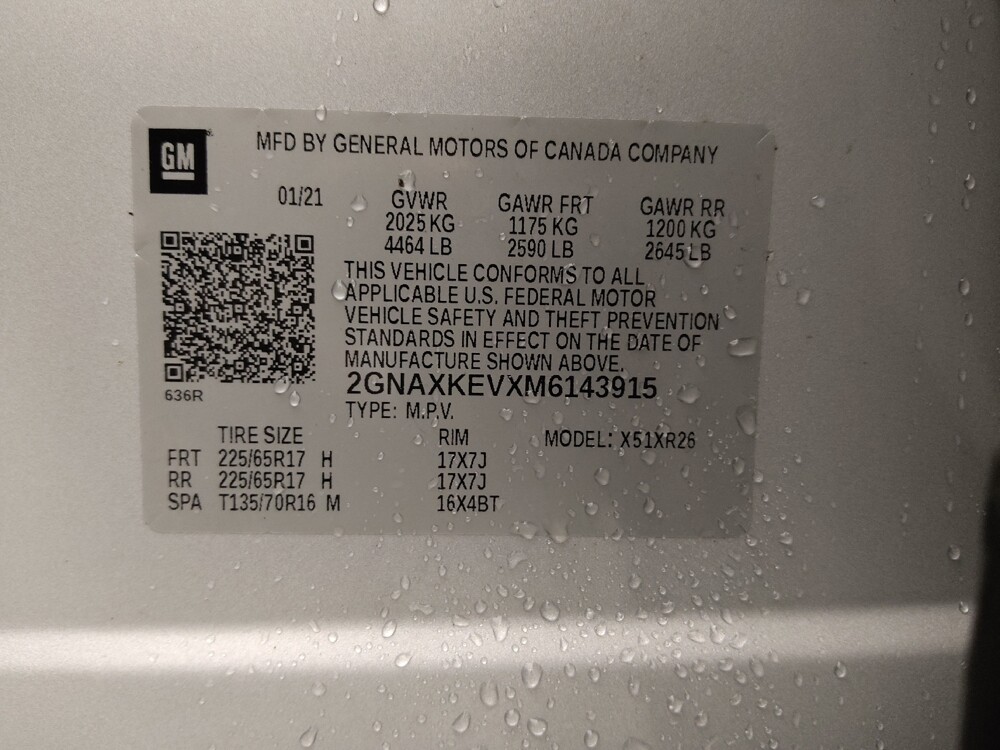 GM
MFD BY GENERAL MOTORS OF CANADA COMPANY
01/21 GVWR GAWR FRT GAWR RR
2025 KG 1175 KG 1200 KG
4464 LB 2590 LB 2645 LB
THIS VEHICLE CONFORMS TO ALL
APPLICABLE U.S. FEDERAL MOTOR
VEHICLE SAFETY AND THEFT PREVENTION
STANDARDS IN EFFECT ON THE DATE OF
MANUFACTURE SHOWN ABOVE.
2GNAXKEVXM6143915
636R
TYPE: M.P.V.
TIRE SIZE RIM MODEL: X51XR26
FRT 225/65R17 H 17X7J
RR 225/65R17 H 17X7J
SPA T135/70R16 M 16X4BT